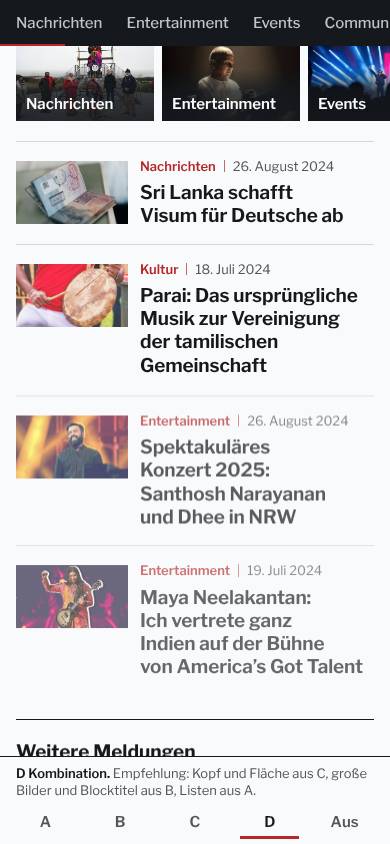 Nachrichten Entertainment Events Commun
Nachrichten Entertainment Events
Nachrichten | 26. August 2024
Sri Lanka schafft
Visum für Deutsche ab
Kultur | 18. Juli 2024
Parai: Das ursprüngliche
Musik zur Vereinigung
der tamilischen
Gemeinschaft
Entertainment | 26. August 2024
Spektakuläres
Konzert 2025:
Santhosh Narayanan
und Dhee in NRW
Entertainment | 19. Juli 2024
Maya Neelakantan:
Ich vertrete ganz
Indien auf der Bühne
von America’s Got Talent
Weitere Meldungen
D Kombination. Empfehlung: Kopf und Fläche aus C, große
Bilder und Blocktitel aus B, Listen aus A.
A B C D Aus